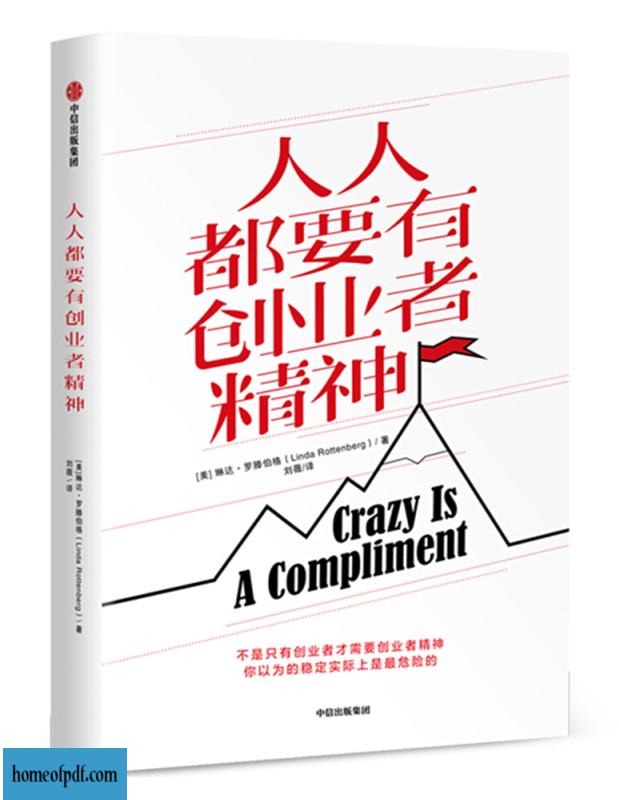 中信出版集团
人人都要有创业者精神
[美]琳达·罗滕伯格(Linda Rottenberg)/著
刘薇/译
人人
都要有
创业者
精神
[美] 琳达·罗滕伯格(Linda Rottenberg)/著
刘薇/译
Crazy Is
A Compliment
不是只有创业者才需要创业者精神
你以为的稳定实际上是最危险的
中信出版集团
homeofpdf.com